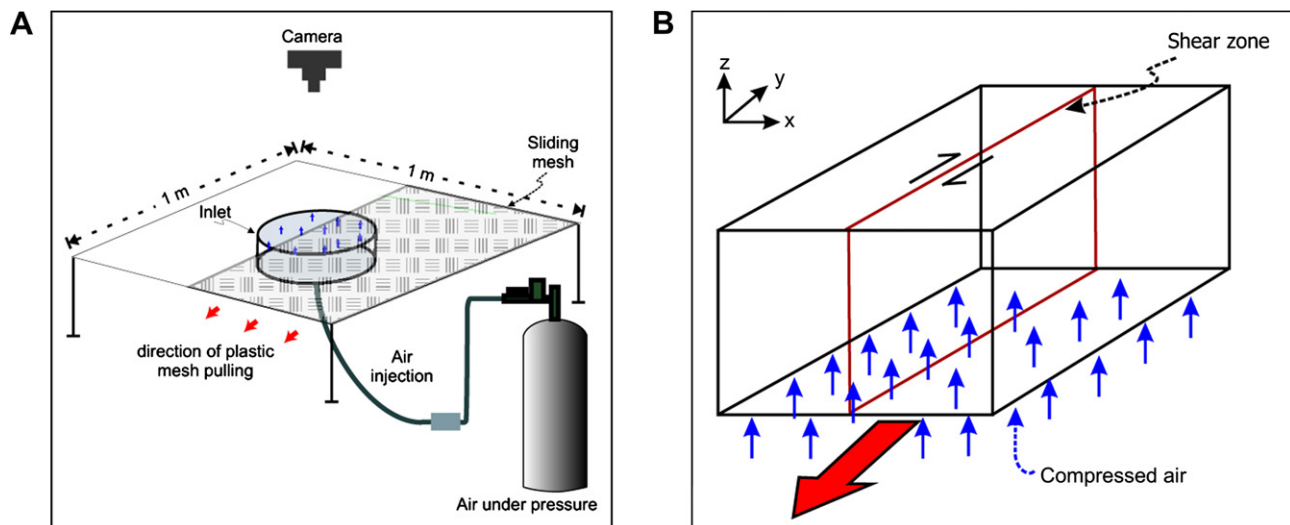 A
Camera
1 m
1 m
Sliding
mesh
Inlet
direction of plastic
mesh pulling
Air
injection
Air under pressure
B
Shear zone
z
y
x
Compressed air